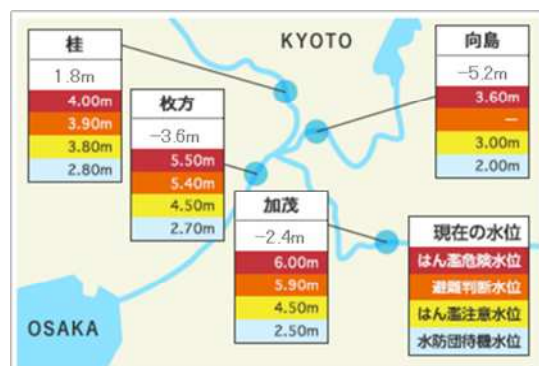 KYOTO
桂
1.8m
4.00m
3.90m
3.80m
2.80m
枚方
-3.6m
5.50m
5.40m
4.50m
2.70m
向島
-5.2m
3.60m
—
3.00m
2.00m
加茂
-2.4m
6.00m
5.90m
4.50m
2.50m
現在の水位
はん濫危険水位
避難判断水位
はん濫注意水位
水防団待機水位
OSAKA